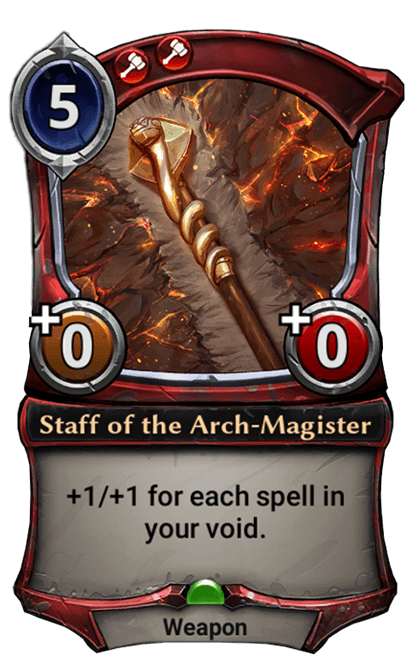 5
+0
+0
Staff of the Arch-Magister
+1/+1 for each spell in
your void.
Weapon